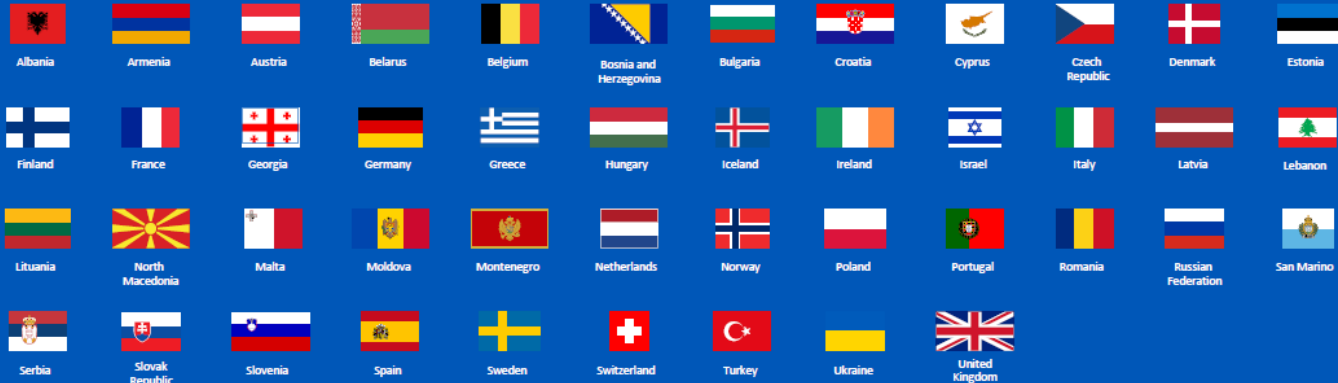 Albania
Armenia
Austria
Belarus
Belgium
Bosnia and
Herzegovina
Bulgaria
Croatia
Cyprus
Czech
Republic
Denmark
Estonia
Finland
France
Georgia
Germany
Greece
Hungary
Iceland
Ireland
Israel
Italy
Latvia
Lebanon
Lituania
North
Macedonia
Malta
Moldova
Montenegro
Netherlands
Norway
Poland
Portugal
Romania
Russian
Federation
San Marino
Serbia
Slovak
Republic
Slovenia
Spain
Sweden
Switzerland
Turkey
Ukraine
United
Kingdom